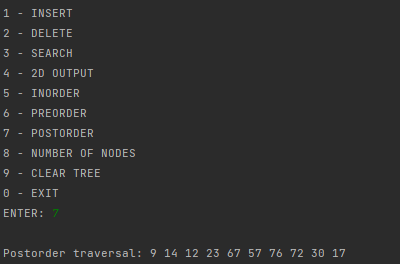 1 - INSERT
2 - DELETE
3 - SEARCH
4 - 2D OUTPUT
5 - INORDER
6 - PREORDER
7 - POSTORDER
8 - NUMBER OF NODES
9 - CLEAR TREE
0 - EXIT
ENTER: 7
Postorder traversal: 9 14 12 23 67 57 76 72 30 17